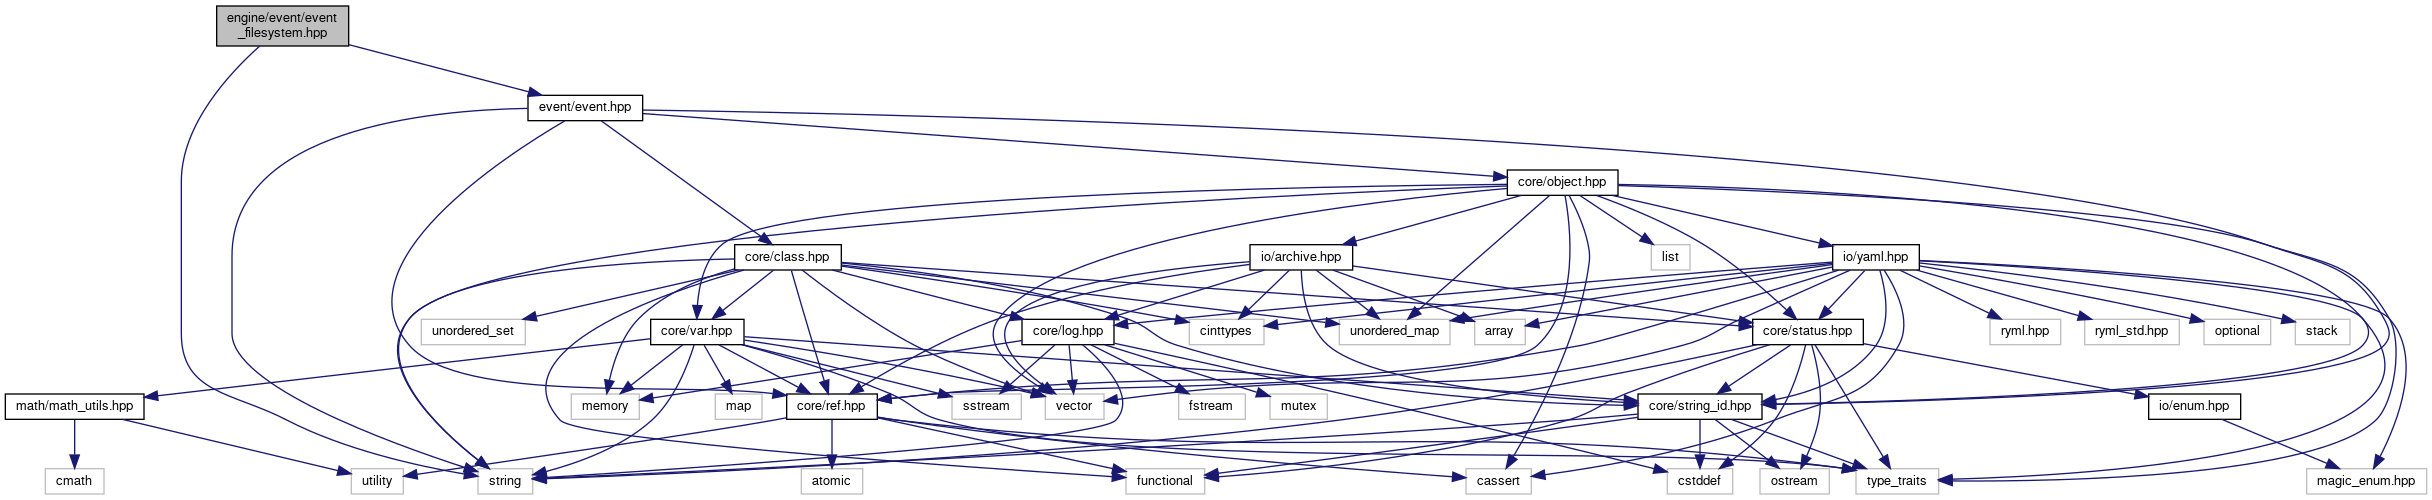 engine/event/event
_filesystem.hpp
event/event.hpp
core/object.hpp
core/class.hpp
io/archive.hpp
list
io/yaml.hpp
unordered_set
core/var.hpp
core/log.hpp
cinttypes
unordered_map
array
core/status.hpp
ryml.hpp
ryml_std.hpp
optional
stack
math/math_utils.hpp
memory
map
core/ref.hpp
sstream
vector
fstream
mutex
core/string_id.hpp
io/enum.hpp
cmath
utility
string
atomic
functional
cassert
cstddef
ostream
type_traits
magic_enum.hpp